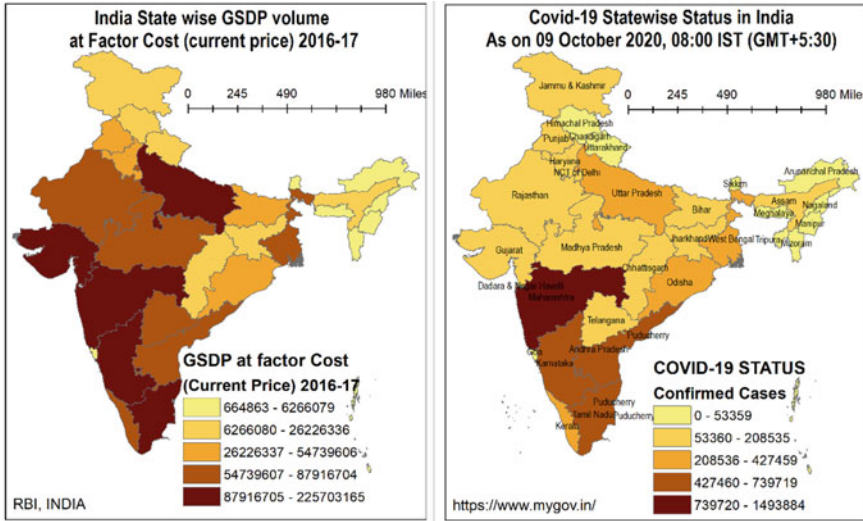 India State wise GSDP volume
at Factor Cost (current price) 2016-17
0 245 490 980 Miles
GSDP at factor Cost
(Current Price) 2016-17
664863 - 6266079
6266080 - 26226336
26226337 - 54739606
54739607 - 87916704
87916705 - 225703165
RBI, INDIA
Covid-19 Statewise Status in India
As on 09 October 2020, 08:00 IST (GMT+5:30)
0 245 490 980 Miles
Jammu & Kashmir
Himachal Pradesh
Chandigarh
Punjab
Uttarakhand
Haryana
NCT of Delhi
Arunanchal Pradesh
Rajasthan
Uttar Pradesh
Sikkim
Assam
Nagaland
Bihar
Meghalaya
Manipur
Jharkhand
West Bengal
Tripura
Mizoram
Gujarat
Madhya Pradesh
Chhattisgarh
Odisha
Dadara & Nagar Havelli
Maharashtra
Telangana
Puducherry
Goa
Andhra Pradesh
Karnataka
Puducherry
Tamil Nadu
Puducherry
Kerala
COVID-19 STATUS
Confirmed Cases
0 - 53359
53360 - 208535
208536 - 427459
427460 - 739719
739720 - 1493884
https://www.mygov.in/